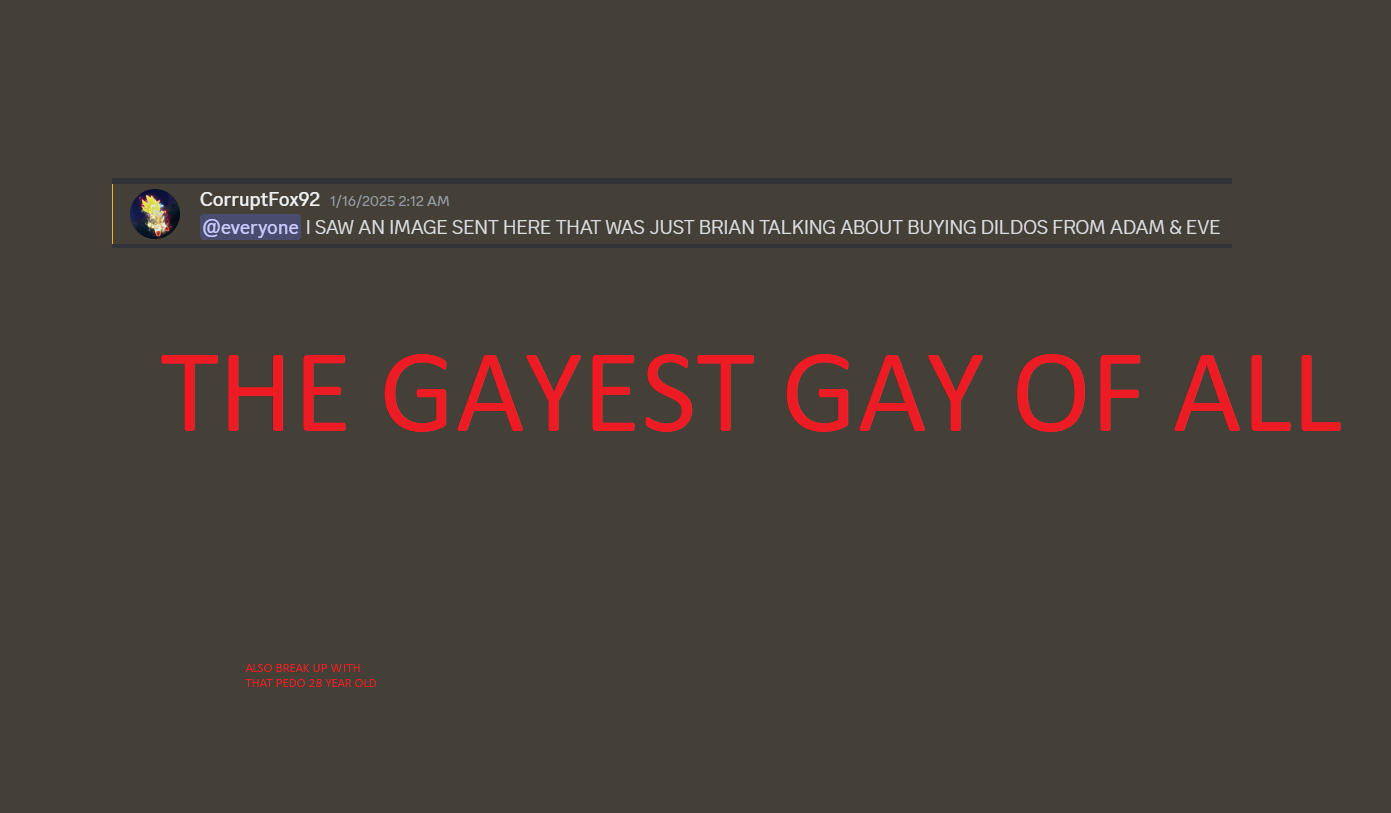 CorruptFox92 1/16/2025 2:12 AM
@everyone I SAW AN IMAGE SENT HERE THAT WAS JUST BRIAN TALKING ABOUT BUYING DILDOS FROM ADAM & EVE
THE GAYEST GAY OF ALL
ALSO BREAK UP WITH
THAT PEDO 28 YEAR OLD